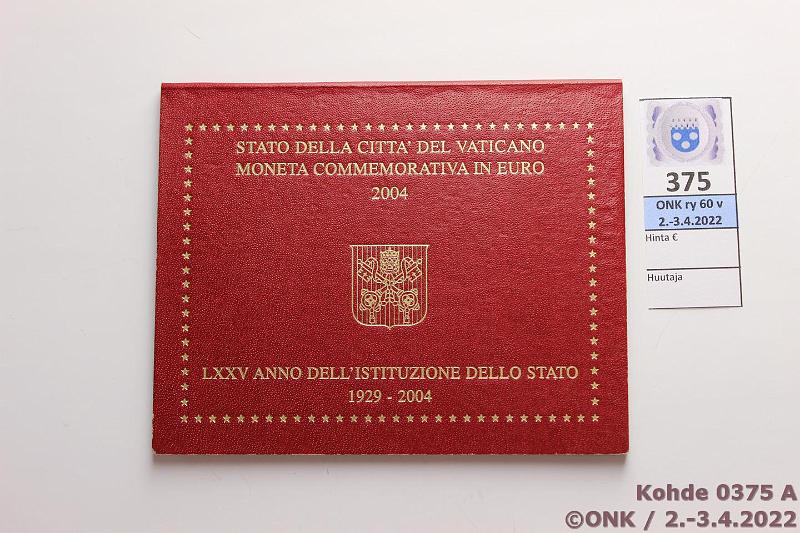 STATO DELLA CITTA' DEL VATICANO
MONETA COMMEMORATIVA IN EURO
2004
LXXV ANNO DELL'ISTITUZIONE DELLO STATO
1929 - 2004
375
ONK ry 60 v
2.-3.4.2022
Hinta €
Huutaja
Kohde 0375 A
©ONK / 2.-3.4.2022